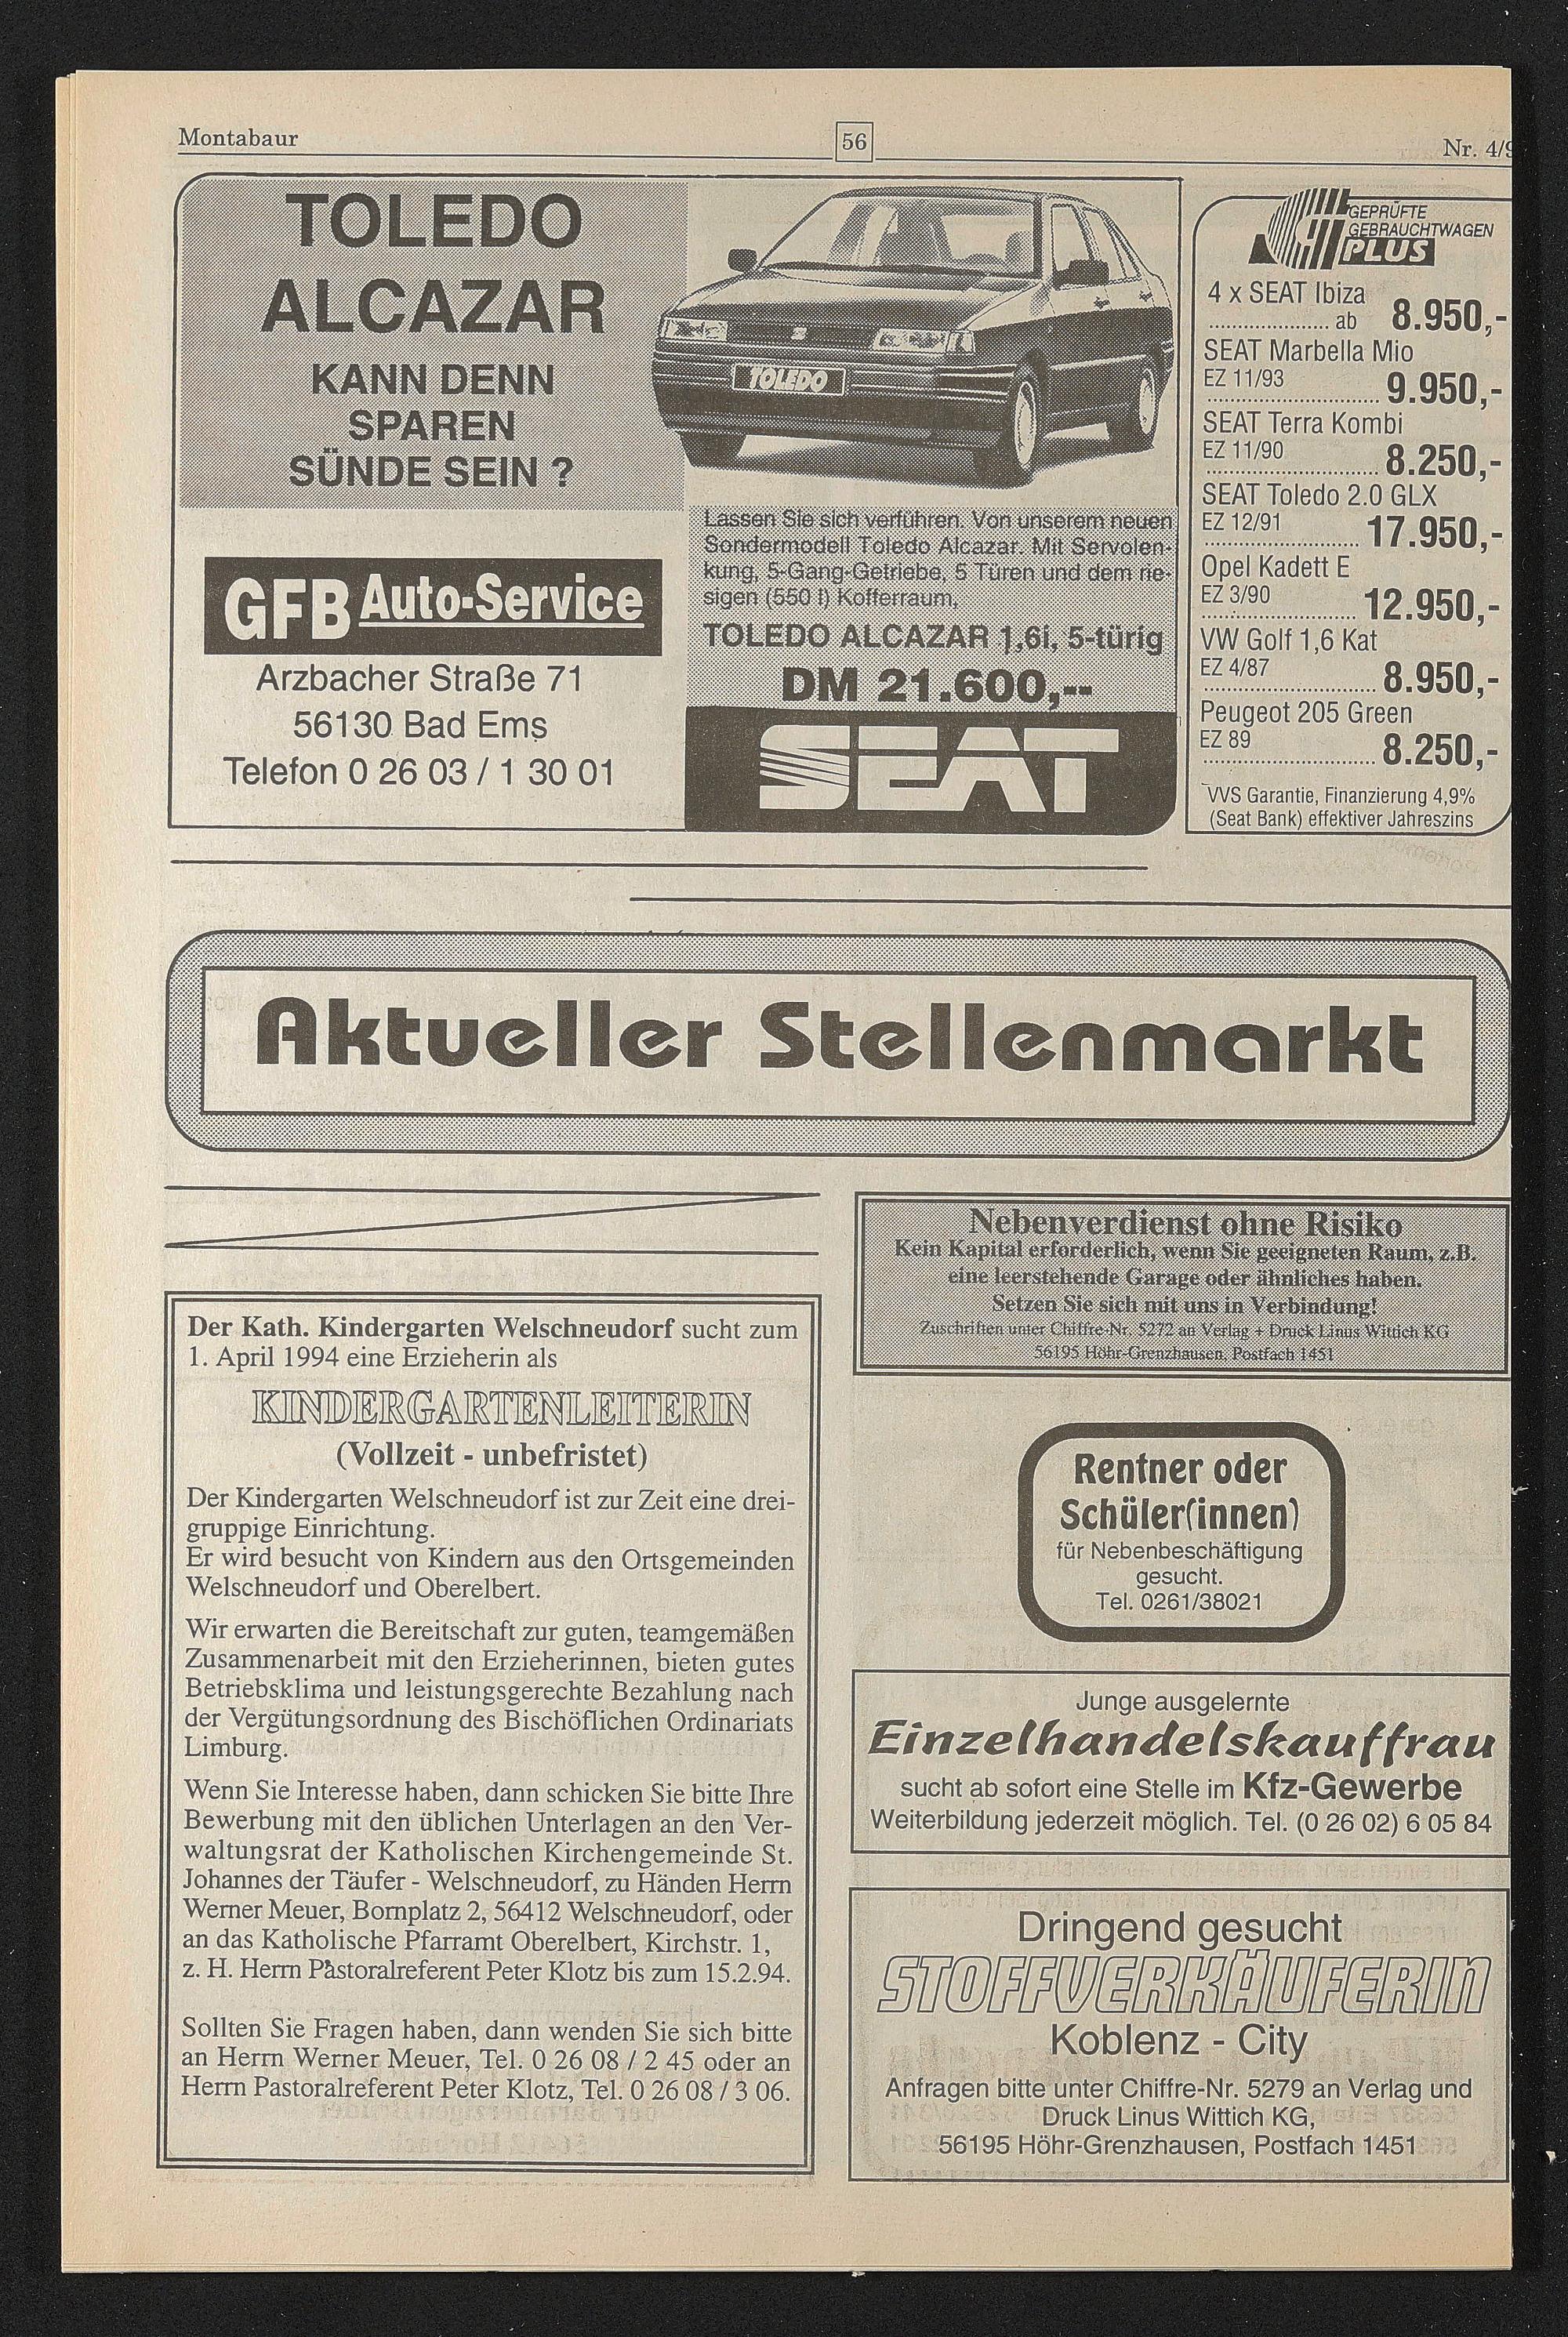 Montabaur
56
Nr. 4/9
TOLEDO
ALCAZAR
KANN DENN
SPAREN
SÜNDE SEIN ?
GFB Auto-Service
Arzbacher Straße 71
56130 Bad Ems
Telefon 0 26 03 / 1 30 01
TOLEDO
Lassen Sie sich verführen. Von unserem neuen
Sondermodell Toledo Alcazar. Mit Servolen-
kung, 5-Gang-Getriebe, 5 Türen und dem rie-
sigen (550 l) Kofferraum,
TOLEDO ALCAZAR 1,6i, 5-türig
DM 21.600,--
SEAT
GEPRÜFTE
GEBRAUCHTWAGEN
PLUS
4 x SEAT Ibiza
..................... ab 8.950,-
SEAT Marbella Mio
EZ 11/93
.............................. 9.950,-
SEAT Terra Kombi
EZ 11/90
.............................. 8.250,-
SEAT Toledo 2.0 GLX
EZ 12/91
........................... 17.950,-
Opel Kadett E
EZ 3/90
........................... 12.950,-
VW Golf 1,6 Kat
EZ 4/87
.............................. 8.950,-
Peugeot 205 Green
EZ 89
.............................. 8.250,-
VVS Garantie, Finanzierung 4,9%
(Seat Bank) effektiver Jahreszins
Aktueller Stellenmarkt
Der Kath. Kindergarten Welschneudorf sucht zum
1. April 1994 eine Erzieherin als
KINDERGARTENLEITERIN
(Vollzeit - unbefristet)
Der Kindergarten Welschneudorf ist zur Zeit eine drei-
gruppige Einrichtung.
Er wird besucht von Kindern aus den Ortsgemeinden
Welschneudorf und Oberelbert.
Wir erwarten die Bereitschaft zur guten, teamgemäßen
Zusammenarbeit mit den Erzieherinnen, bieten gutes
Betriebsklima und leistungsgerechte Bezahlung nach
der Vergütungsordnung des Bischöflichen Ordinariats
Limburg.
Wenn Sie Interesse haben, dann schicken Sie bitte Ihre
Bewerbung mit den üblichen Unterlagen an den Ver-
waltungsrat der Katholischen Kirchengemeinde St.
Johannes der Täufer - Welschneudorf, zu Händen Herrn
Werner Meuer, Bornplatz 2, 56412 Welschneudorf, oder
an das Katholische Pfarramt Oberelbert, Kirchstr. 1,
z. H. Herrn Pastoralreferent Peter Klotz bis zum 15.2.94.
Sollten Sie Fragen haben, dann wenden Sie sich bitte
an Herrn Werner Meuer, Tel. 0 26 08 / 2 45 oder an
Herrn Pastoralreferent Peter Klotz, Tel. 0 26 08 / 3 06.
Nebenverdienst ohne Risiko
Kein Kapital erforderlich, wenn Sie geeigneten Raum, z.B.
eine leerstehende Garage oder ähnliches haben.
Setzen Sie sich mit uns in Verbindung!
Zuschriften unter Chiffre-Nr. 5272 an Verlag + Druck Linus Wittich KG
56195 Höhr-Grenzhausen, Postfach 1451
Rentner oder
Schüler(innen)
für Nebenbeschäftigung
gesucht.
Tel. 0261/38021
Junge ausgelernte
Einzelhandelskauffrau
sucht ab sofort eine Stelle im Kfz-Gewerbe
Weiterbildung jederzeit möglich. Tel. (0 26 02) 6 05 84
Dringend gesucht
STOFFVERKÄUFERIN
Koblenz - City
Anfragen bitte unter Chiffre-Nr. 5279 an Verlag und
Druck Linus Wittich KG,
56195 Höhr-Grenzhausen, Postfach 1451